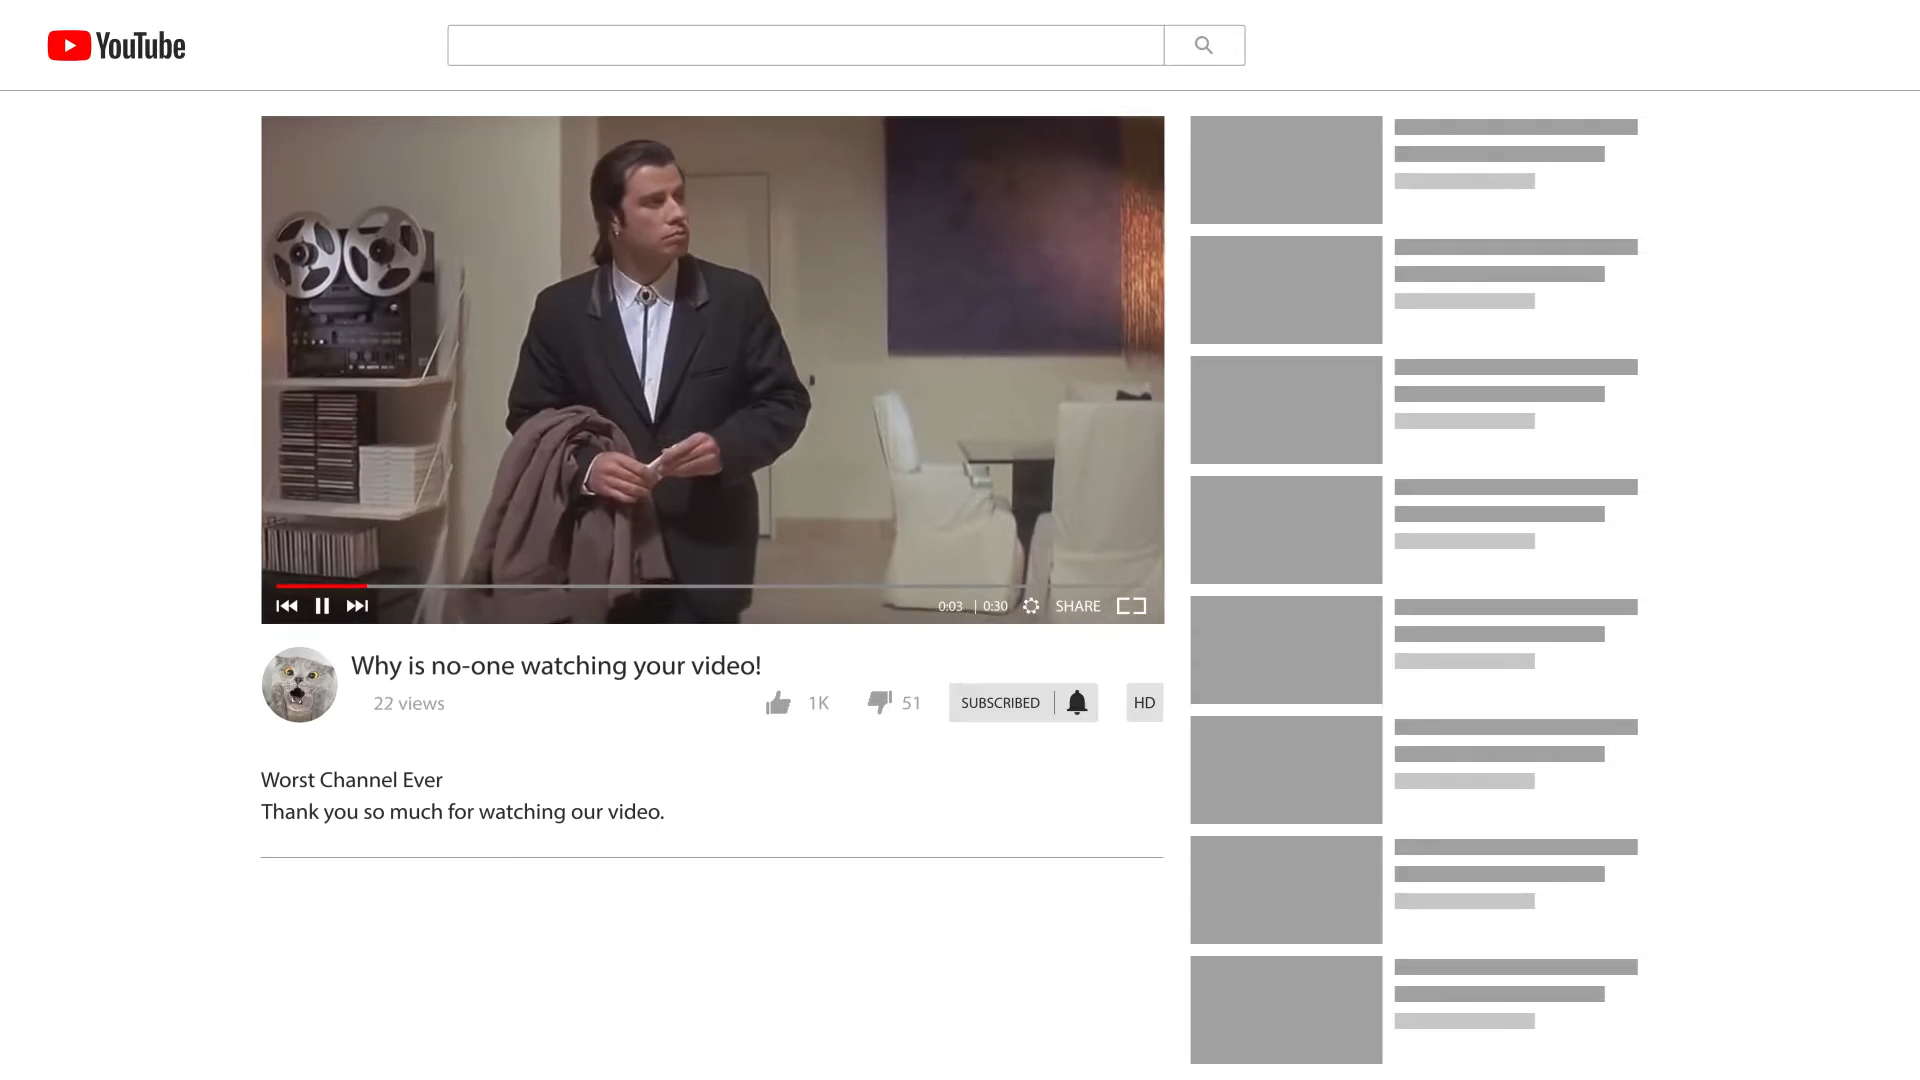 YouTube
0:03 | 0:30 SHARE
Why is no-one watching your video!
22 views 1K 51 SUBSCRIBED HD
Worst Channel Ever
Thank you so much for watching our video.